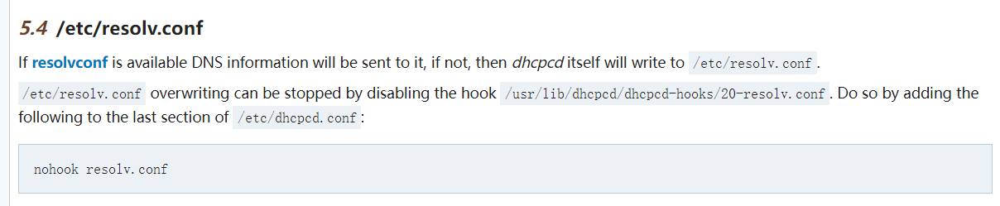 5.4 /etc/resolv.conf
If resolvconf is available DNS information will be sent to it, if not, then dhcpcd itself will write to /etc/resolv.conf.
/etc/resolv.conf overwriting can be stopped by disabling the hook /usr/lib/dhcpcd/dhcpcd-hooks/20-resolv.conf. Do so by adding the
following to the last section of /etc/dhcpcd.conf:
nohook resolv.conf